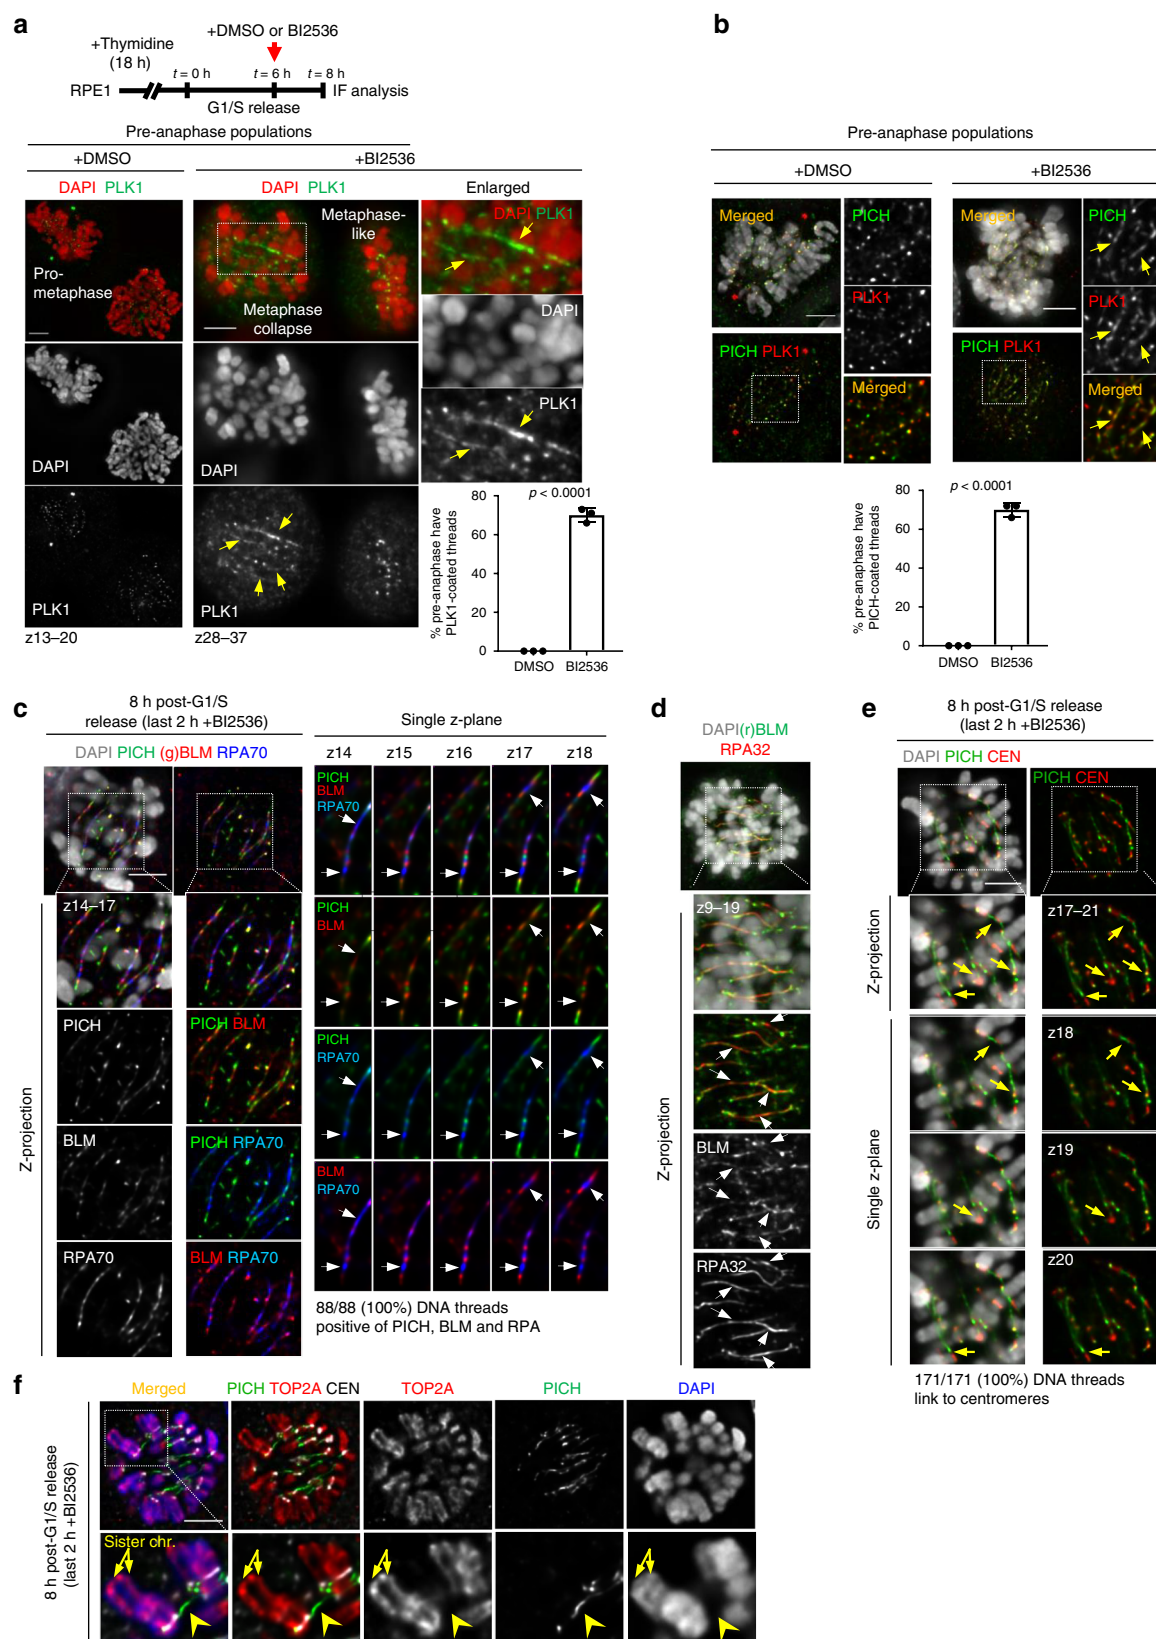 a
+Thymidine
(18 h)
+DMSO or BI2536
t = 0 h
t = 6 h
t = 8 h
RPE1
IF analysis
G1/S release
Pre-anaphase populations
+DMSO
+BI2536
DAPI PLK1
DAPI PLK1
Enlarged
Pro-
metaphase
Metaphase-
like
Metaphase
collapse
DAPI PLK1
DAPI
PLK1
DAPI
DAPI
PLK1
PLK1
z13–20
z28–37
% pre-anaphase have
PLK1-coated threads
80
60
40
20
0
p < 0.0001
DMSO
BI2536
b
Pre-anaphase populations
+DMSO
+BI2536
Merged
PICH
PLK1
PICH PLK1
Merged
Merged
PICH
PLK1
PICH PLK1
Merged
% pre-anaphase have
PICH-coated threads
80
60
40
20
0
p < 0.0001
DMSO
BI2536
c
8 h post-G1/S
release (last 2 h +BI2536)
DAPI PICH (g)BLM RPA70
Single z-plane
z14
z15
z16
z17
z18
Z-projection
z14–17
PICH
PICH BLM
BLM
PICH RPA70
RPA70
BLM RPA70
PICH
BLM
RPA70
PICH
BLM
PICH
RPA70
BLM
RPA70
88/88 (100%) DNA threads
positive of PICH, BLM and RPA
d
DAPI(r)BLM
RPA32
Z-projection
z9–19
BLM
RPA32
e
8 h post-G1/S release
(last 2 h +BI2536)
DAPI PICH CEN
PICH CEN
Z-projection
z17–21
Single z-plane
z18
z19
z20
171/171 (100%) DNA threads
link to centromeres
f
8 h post-G1/S release
(last 2 h +BI2536)
Merged
PICH TOP2A CEN
TOP2A
PICH
DAPI
Sister chr.